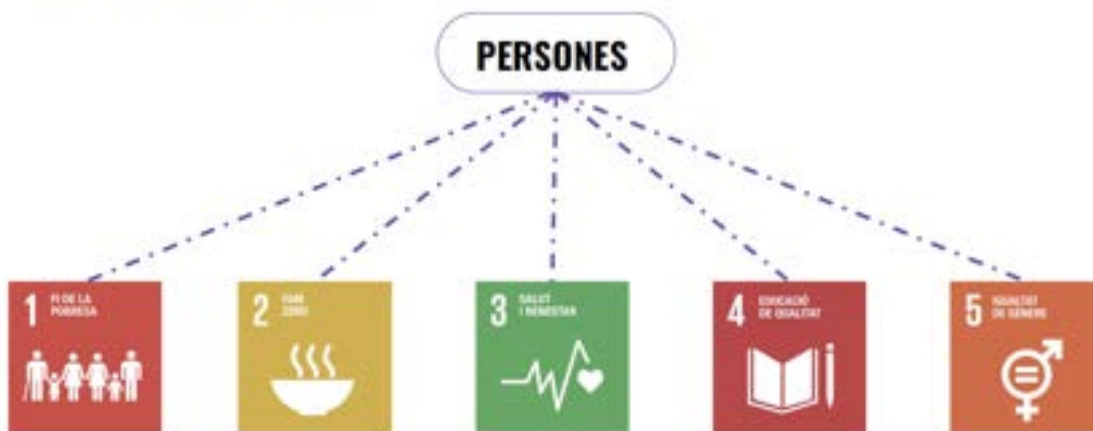 PERSONES
1 FI DE LA
POBRESA
2 FAM
ZERO
3 SALUT
I BENESTAR
4 EDUCACIÓ
DE QUALITAT
5 IGUALTAT
DE GÈNERE